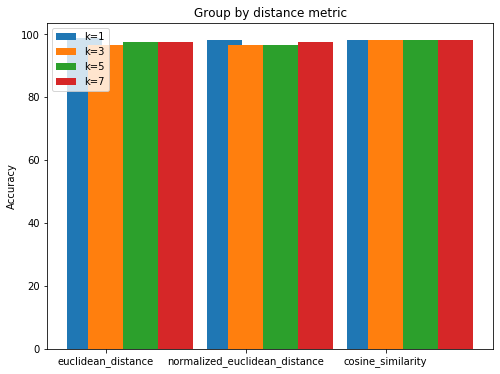 Group by distance metric
k=1
k=3
k=5
k=7
Accuracy
100
80
60
40
20
0
euclidean_distance normalized_euclidean_distance cosine_similarity